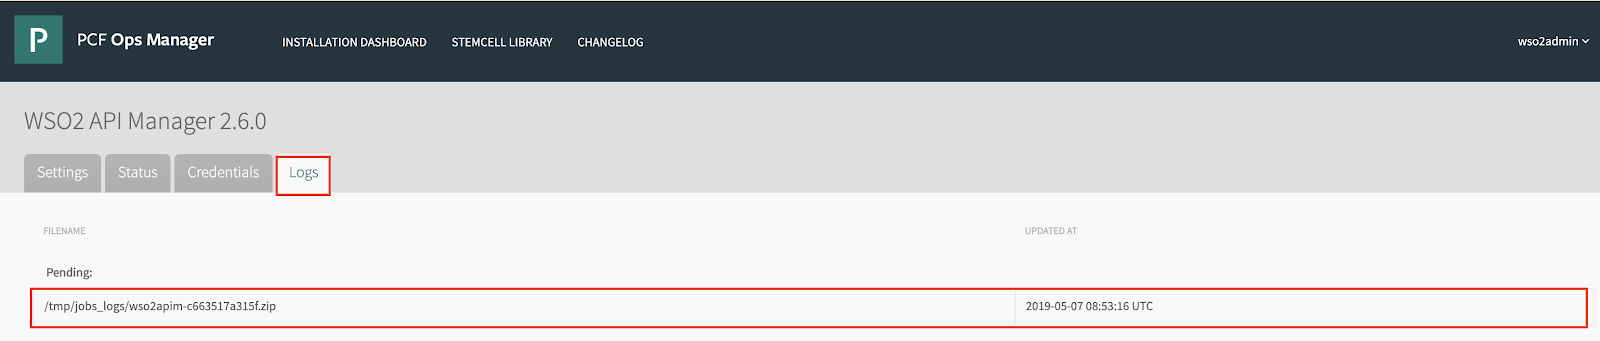 P PCF Ops Manager INSTALLATION DASHBOARD STEMCELL LIBRARY CHANGELOG wso2admin
WSO2 API Manager 2.6.0
Settings Status Credentials Logs
FILENAME UPDATED AT
Pending:
/tmp/jobs_logs/wso2apim-c663517a315f.zip 2019-05-07 08:53:16 UTC